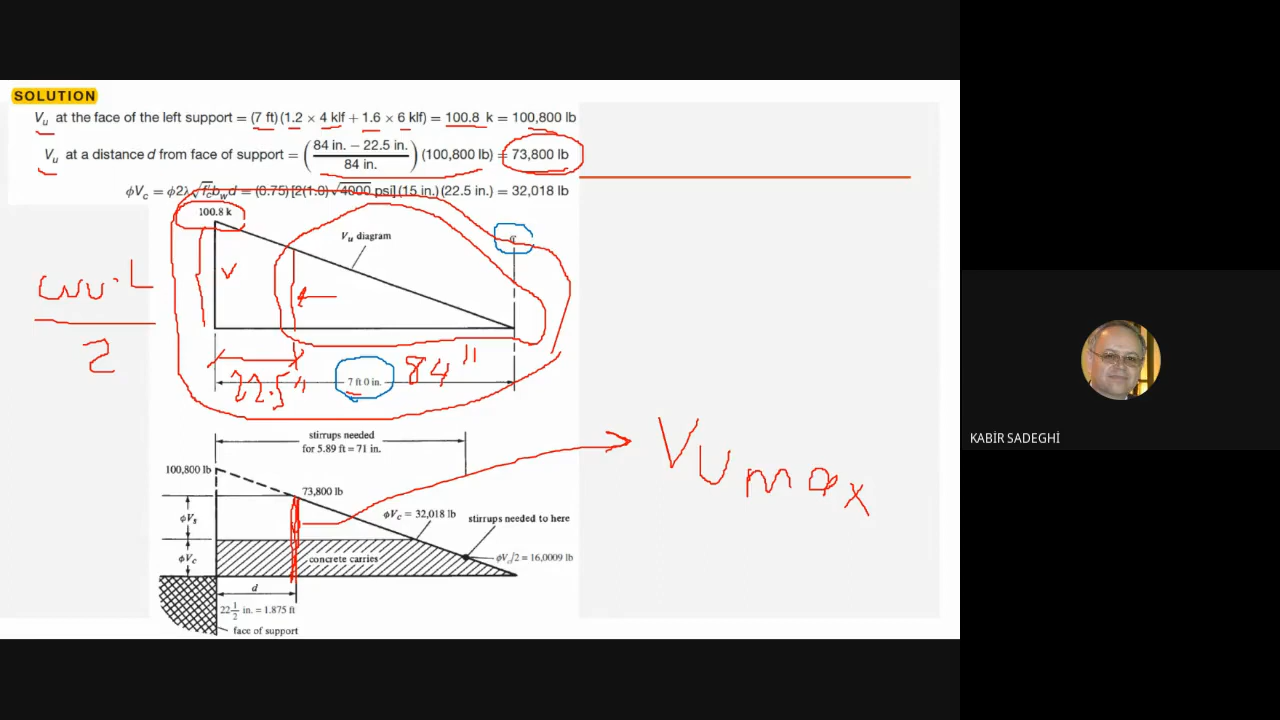 SOLUTION
Vu at the face of the left support = (7 ft)(1.2 × 4 klf + 1.6 × 6 klf) = 100.8 k = 100,800 lb
Vu at a distance d from face of support = (84 in. − 22.5 in. / 84 in.) (100,800 lb) = 73,800 lb
ϕVc = ϕ2λ√f'c bwd = (0.75)[2(1.0)√4000 psi](15 in.)(22.5 in.) = 32,018 lb
100.8 k
Vu diagram
V
wu·L
2
22.5"
7 ft 0 in.
84"
stirrups needed
for 5.89 ft = 71 in.
Vumax
100,800 lb
73,800 lb
ϕVs
ϕVc = 32,018 lb
stirrups needed to here
ϕVc
concrete carries
ϕVc/2 = 16,0009 lb
d
22 1/2 in. = 1.875 ft
face of support
KABİR SADEGHİ